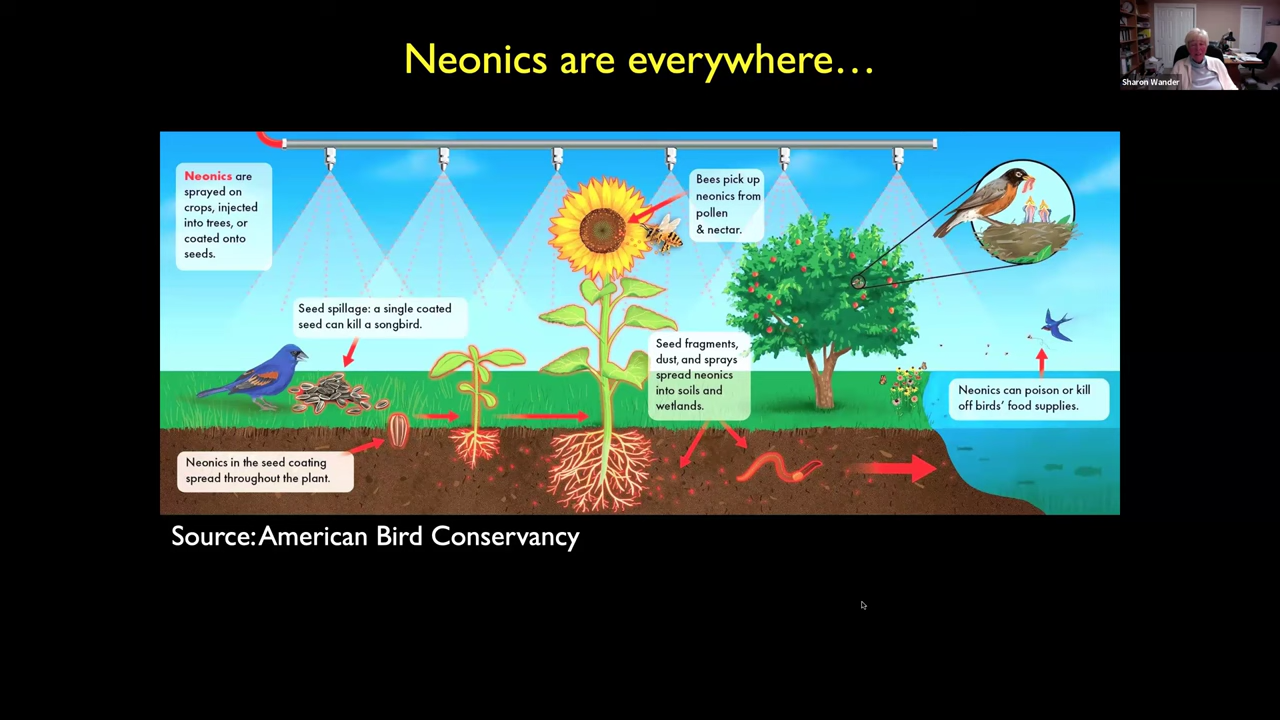 Neonics are everywhere…
Sharon Wander
Neonics are
sprayed on
crops, injected
into trees, or
coated onto
seeds.
Bees pick up
neonics from
pollen
& nectar.
Seed spillage: a single coated
seed can kill a songbird.
Seed fragments,
dust, and sprays
spread neonics
into soils and
wetlands.
Neonics can poison or kill
off birds’ food supplies.
Neonics in the seed coating
spread throughout the plant.
Source: American Bird Conservancy